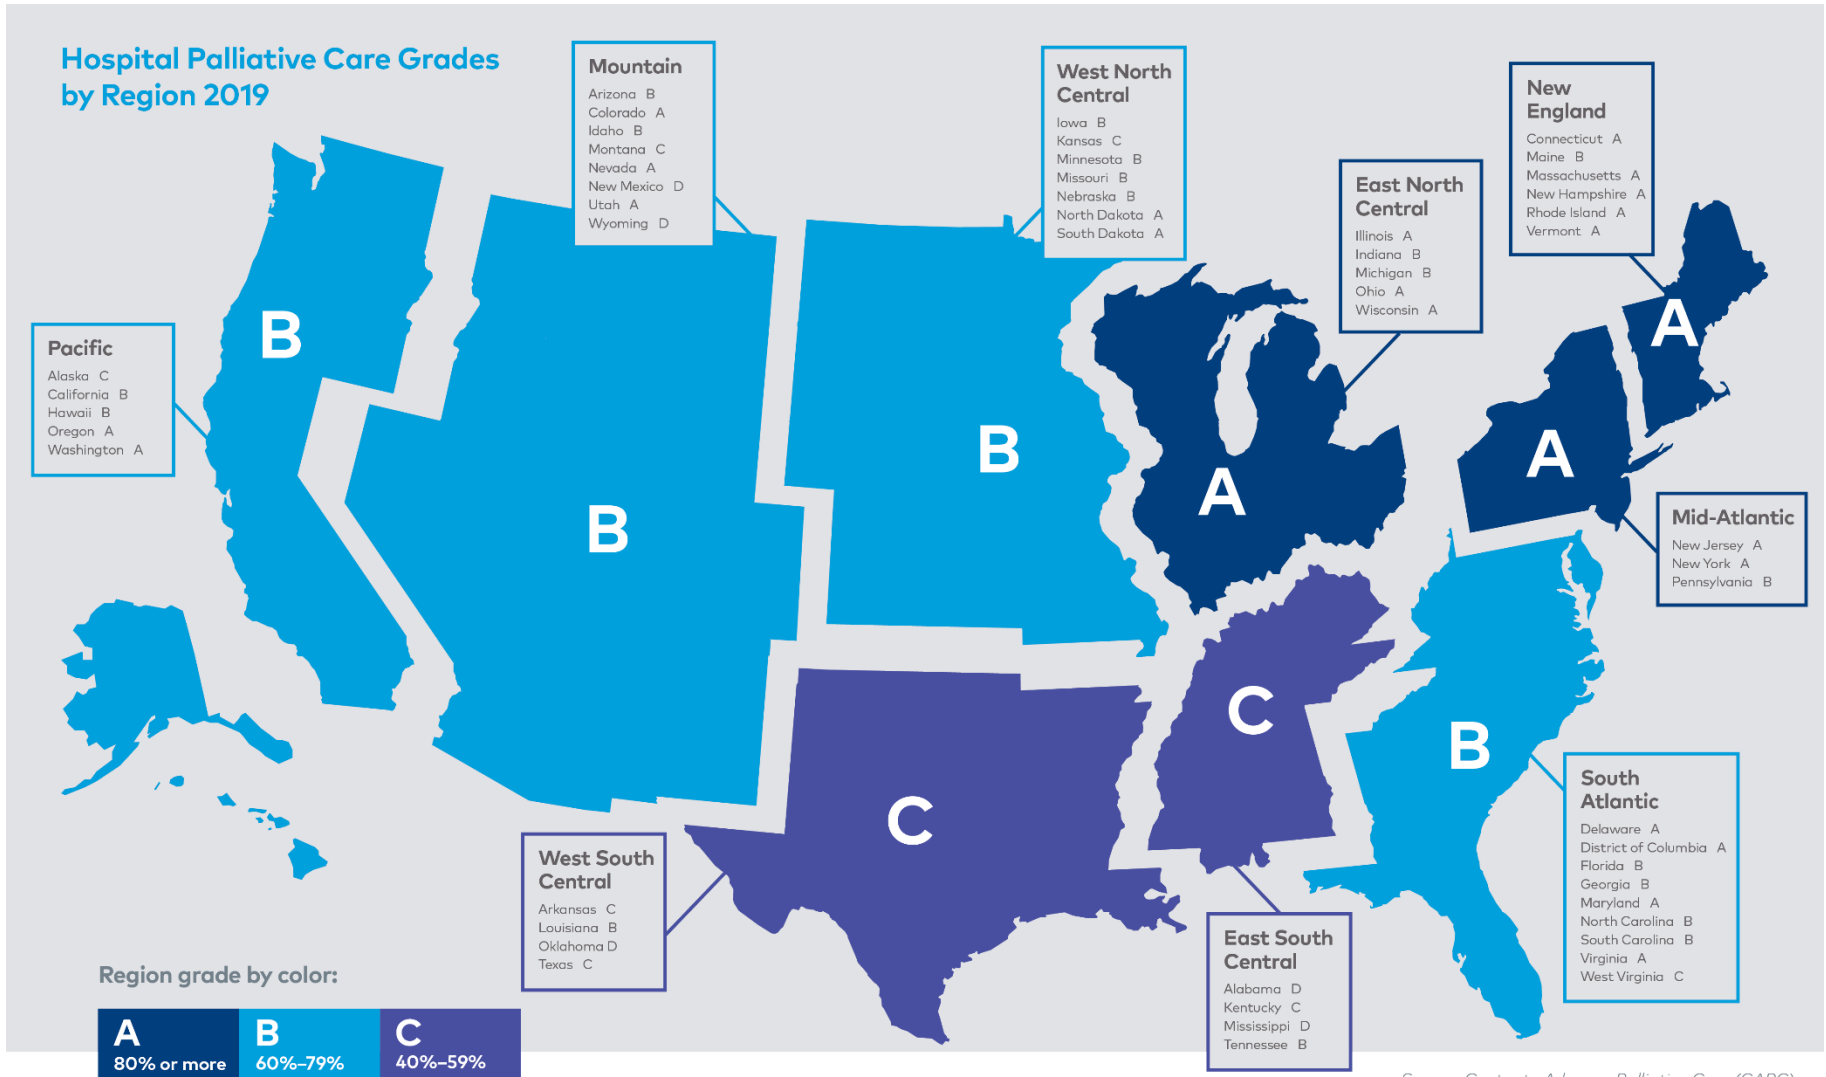 Hospital Palliative Care Grades
by Region 2019
Mountain
Arizona B
Colorado A
Idaho B
Montana C
Nevada A
New Mexico D
Utah A
Wyoming D
West North
Central
Iowa B
Kansas C
Minnesota B
Missouri B
Nebraska B
North Dakota A
South Dakota A
New
England
Connecticut A
Maine B
Massachusetts A
New Hampshire A
Rhode Island A
Vermont A
East North
Central
Illinois A
Indiana B
Michigan B
Ohio A
Wisconsin A
Pacific
Alaska C
California B
Hawaii B
Oregon A
Washington A
B
B
B
A
A
A
Mid-Atlantic
New Jersey A
New York A
Pennsylvania B
C
C
B
South
Atlantic
Delaware A
District of Columbia A
Florida B
Georgia B
Maryland A
North Carolina B
South Carolina B
Virginia A
West Virginia C
West South
Central
Arkansas C
Louisiana B
Oklahoma D
Texas C
East South
Central
Alabama D
Kentucky C
Mississippi D
Tennessee B
Region grade by color:
A
80% or more
B
60%–79%
C
40%–59%